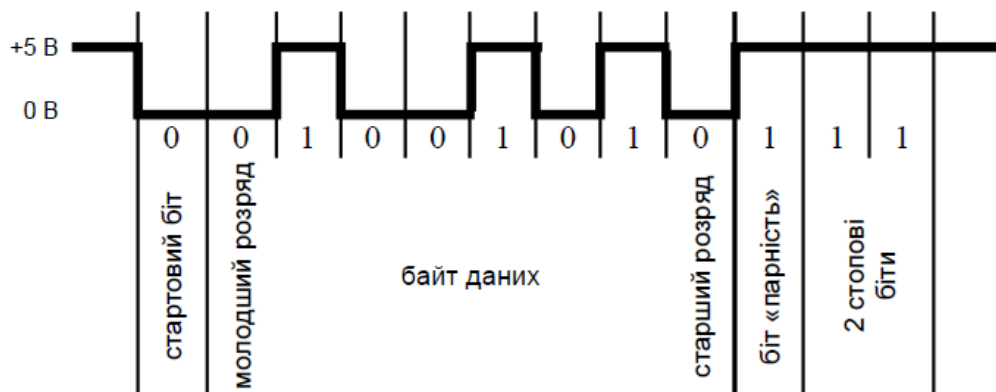 +5 В
0 В
0 0 1 0 0 1 0 1 0 1 1 1
стартовий біт
молодший розряд
байт даних
старший розряд
біт «парність»
2 стопові
біти